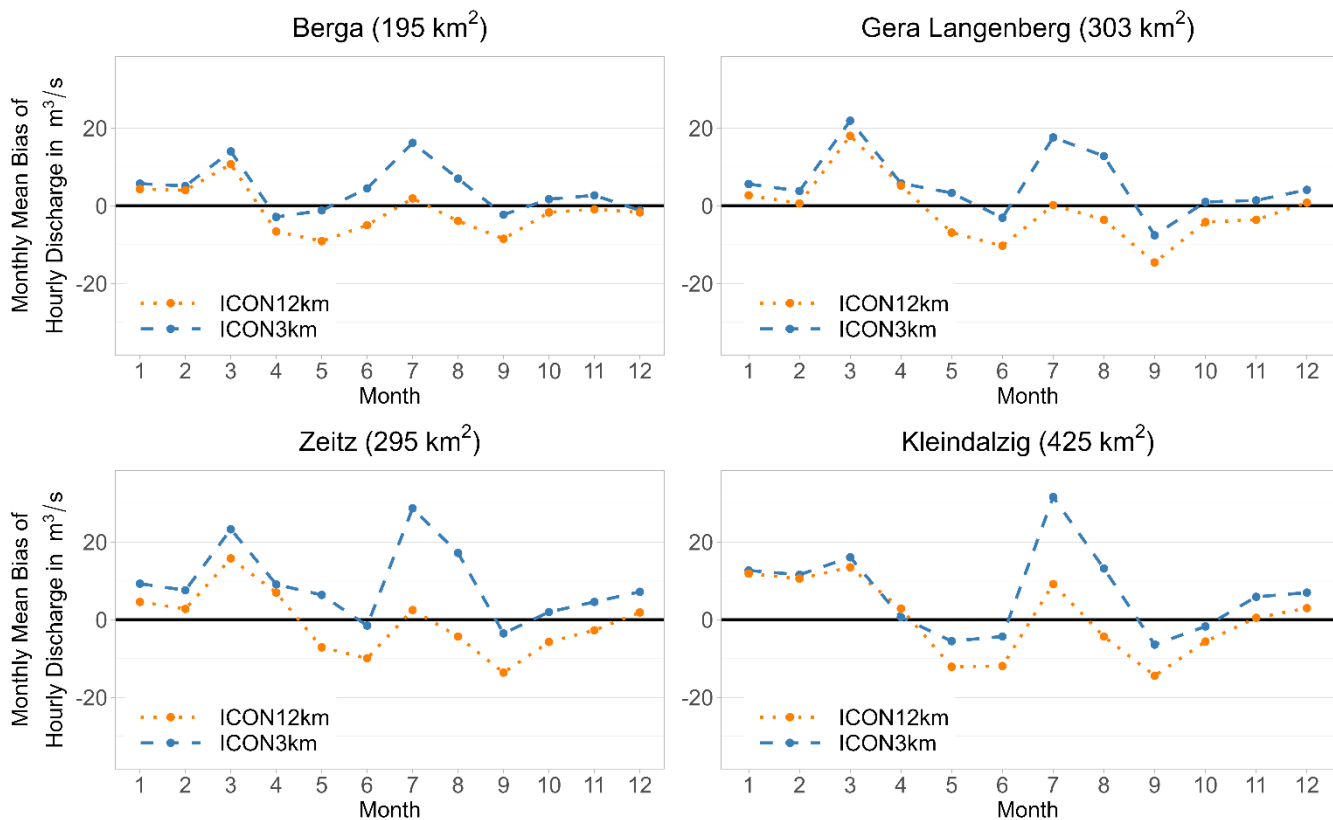 Berga (195 km²)
Gera Langenberg (303 km²)
Monthly Mean Bias of
Hourly Discharge in m³/s
20
0
-20
ICON12km
ICON3km
1 2 3 4 5 6 7 8 9 10 11 12
Month
20
0
-20
ICON12km
ICON3km
1 2 3 4 5 6 7 8 9 10 11 12
Month
Zeitz (295 km²)
Kleindalzig (425 km²)
Monthly Mean Bias of
Hourly Discharge in m³/s
20
0
-20
ICON12km
ICON3km
1 2 3 4 5 6 7 8 9 10 11 12
Month
20
0
-20
ICON12km
ICON3km
1 2 3 4 5 6 7 8 9 10 11 12
Month